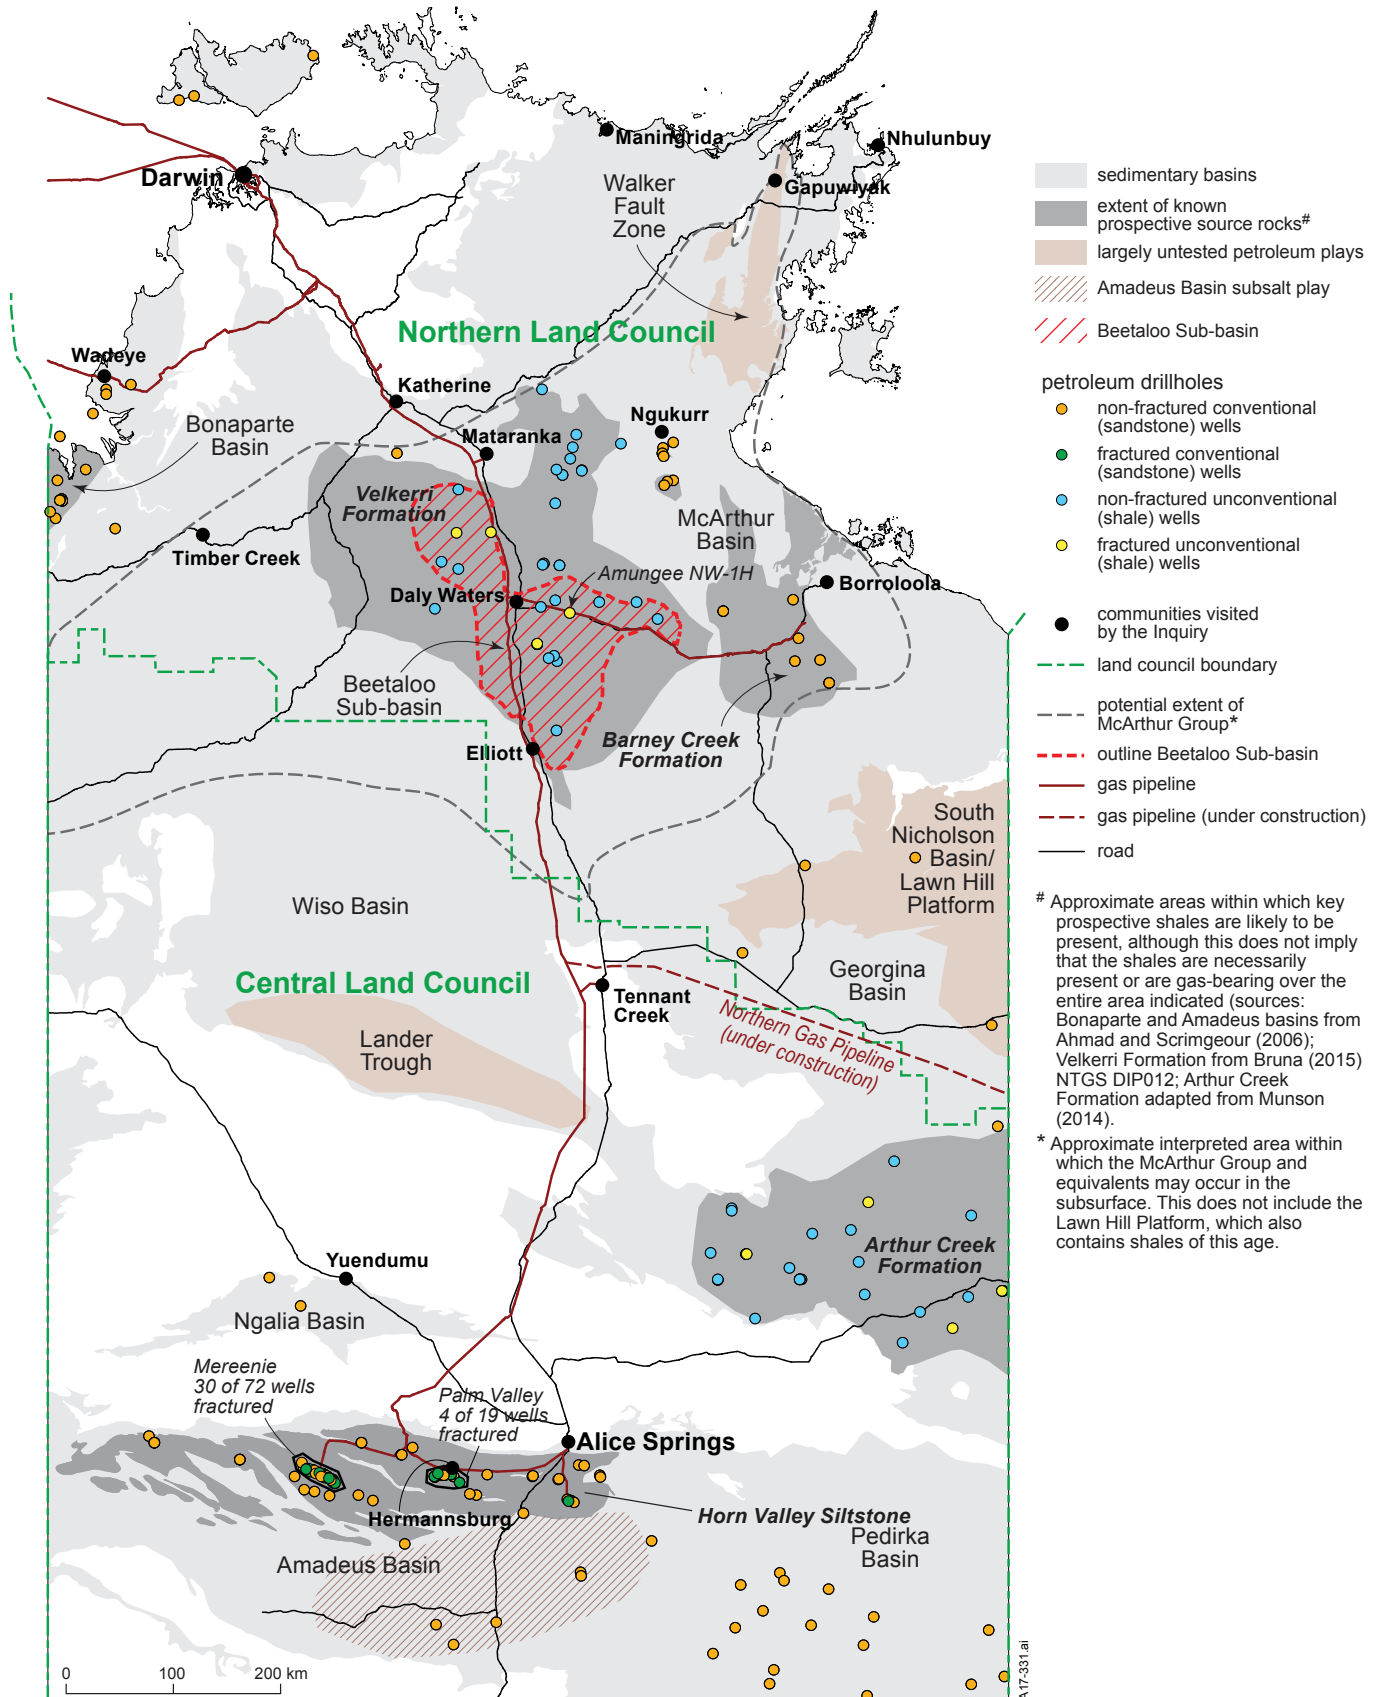 Maningrida
Nhulunbuy
Darwin
Gapuwiyak
Walker
Fault
Zone
Northern Land Council
Wadeye
Katherine
Bonaparte
Basin
Ngukurr
Mataranka
Velkerri
Formation
McArthur
Basin
Timber Creek
Amungee NW-1H
Daly Waters
Borroloola
Beetaloo
Sub-basin
Elliott
Barney Creek
Formation
South
Nicholson
Basin/
Lawn Hill
Platform
Wiso Basin
Georgina
Basin
Central Land Council
Tennant
Creek
Northern Gas Pipeline
(under construction)
Lander
Trough
Arthur Creek
Formation
Yuendumu
Ngalia Basin
Mereenie
30 of 72 wells
fractured
Palm Valley
4 of 19 wells
fractured
Alice Springs
Hermannsburg
Horn Valley Siltstone
Pedirka
Basin
Amadeus Basin
0 100 200 km
A17-331.ai
sedimentary basins
extent of known
prospective source rocks#
largely untested petroleum plays
Amadeus Basin subsalt play
Beetaloo Sub-basin
petroleum drillholes
non-fractured conventional
(sandstone) wells
fractured conventional
(sandstone) wells
non-fractured unconventional
(shale) wells
fractured unconventional
(shale) wells
communities visited
by the Inquiry
land council boundary
potential extent of
McArthur Group*
outline Beetaloo Sub-basin
gas pipeline
gas pipeline (under construction)
road
# Approximate areas within which key
prospective shales are likely to be
present, although this does not imply
that the shales are necessarily
present or are gas-bearing over the
entire area indicated (sources:
Bonaparte and Amadeus basins from
Ahmad and Scrimgeour (2006);
Velkerri Formation from Bruna (2015)
NTGS DIP012; Arthur Creek
Formation adapted from Munson
(2014).
* Approximate interpreted area within
which the McArthur Group and
equivalents may occur in the
subsurface. This does not include the
Lawn Hill Platform, which also
contains shales of this age.